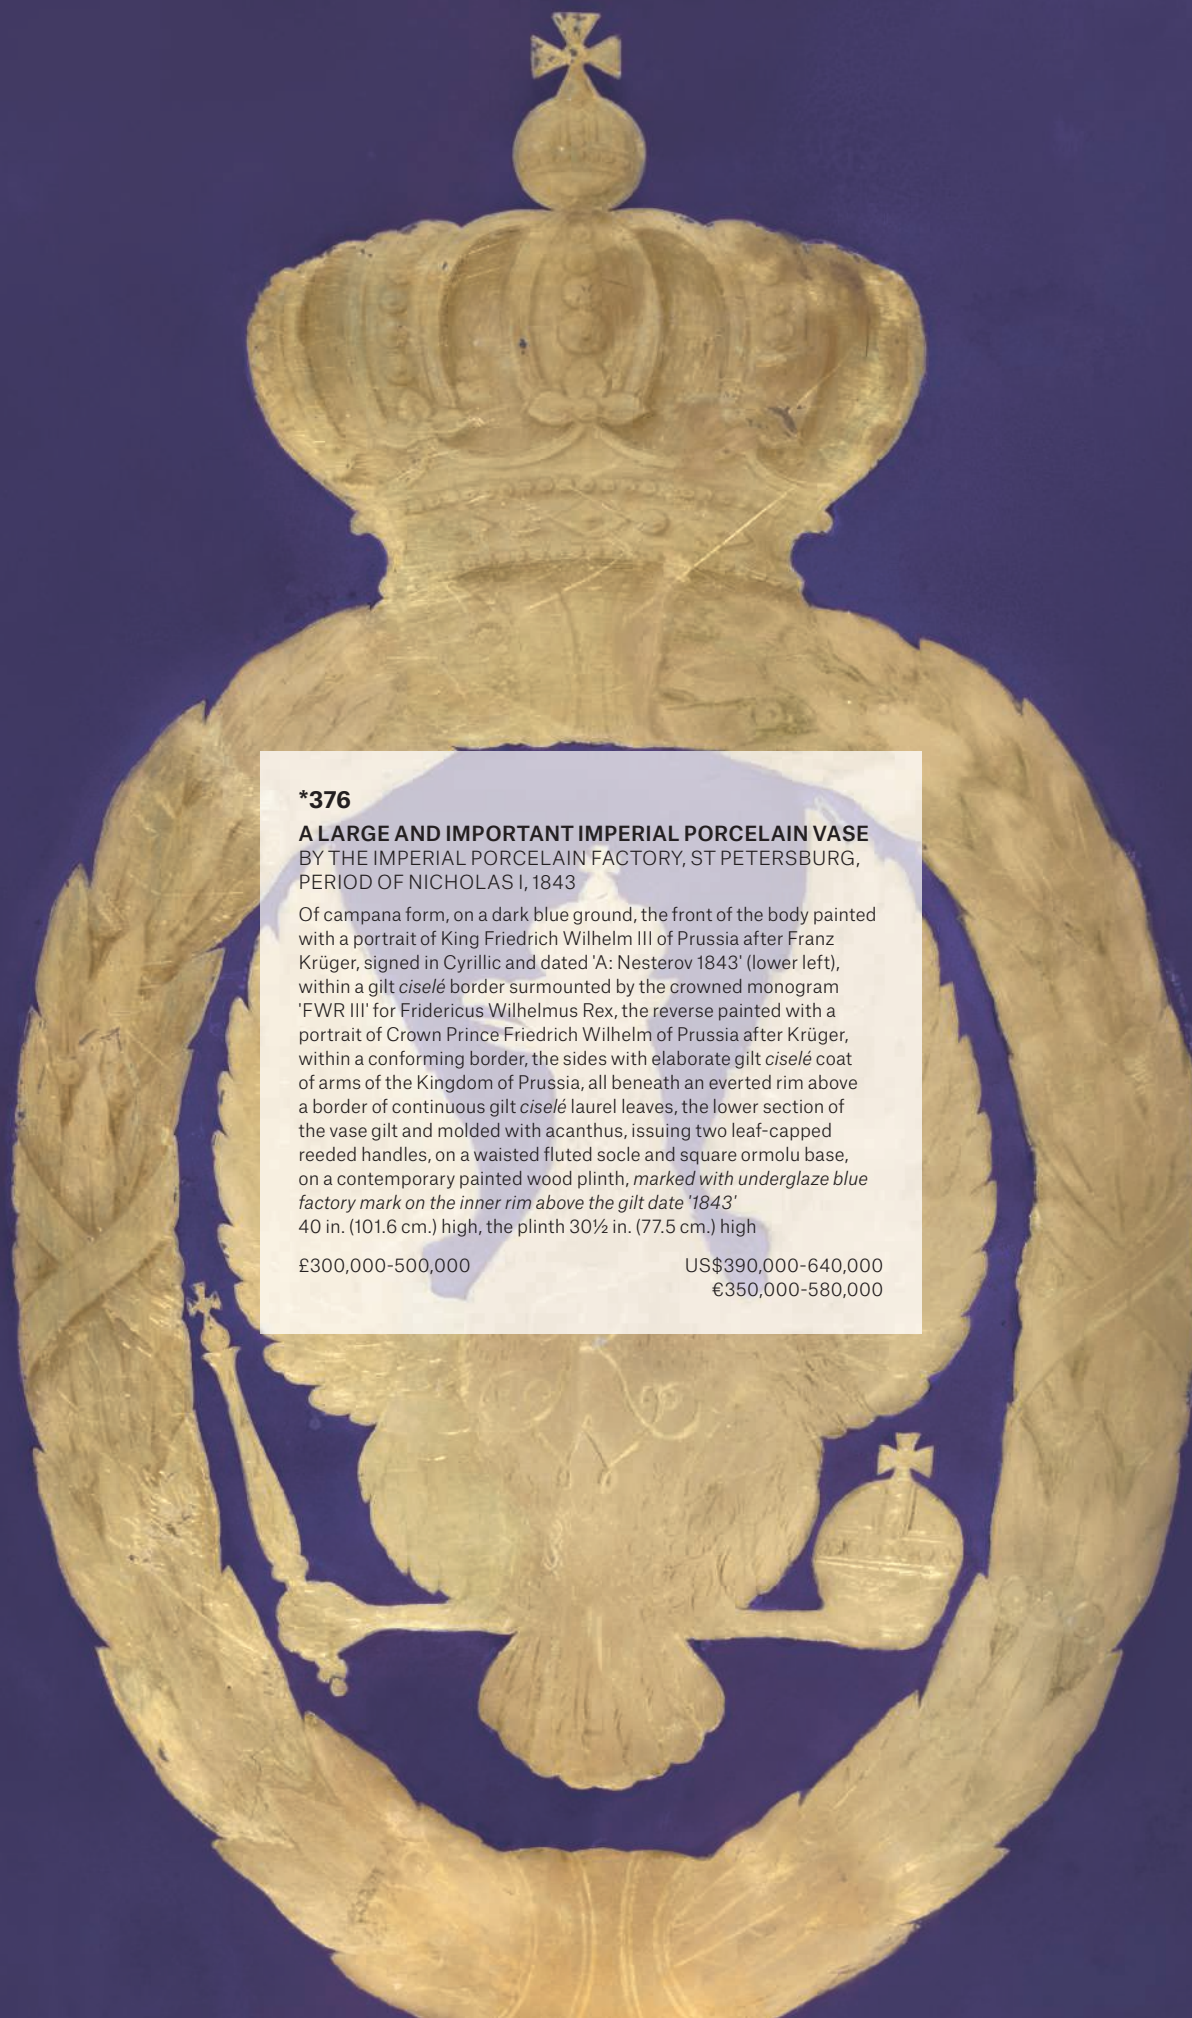 *376
A LARGE AND IMPORTANT IMPERIAL PORCELAIN VASE
BY THE IMPERIAL PORCELAIN FACTORY, ST PETERSBURG,
PERIOD OF NICHOLAS I, 1843
Of campana form, on a dark blue ground, the front of the body painted
with a portrait of King Friedrich Wilhelm III of Prussia after Franz
Krüger, signed in Cyrillic and dated 'A: Nesterov 1843' (lower left),
within a gilt ciselé border surmounted by the crowned monogram
'FWR III' for Fridericus Wilhelmus Rex, the reverse painted with a
portrait of Crown Prince Friedrich Wilhelm of Prussia after Krüger,
within a conforming border, the sides with elaborate gilt ciselé coat
of arms of the Kingdom of Prussia, all beneath an everted rim above
a border of continuous gilt ciselé laurel leaves, the lower section of
the vase gilt and molded with acanthus, issuing two leaf-capped
reeded handles, on a waisted fluted socle and square ormolu base,
on a contemporary painted wood plinth, marked with underglaze blue
factory mark on the inner rim above the gilt date '1843'
40 in. (101.6 cm.) high, the plinth 30½ in. (77.5 cm.) high
£300,000-500,000
US$390,000-640,000
€350,000-580,000